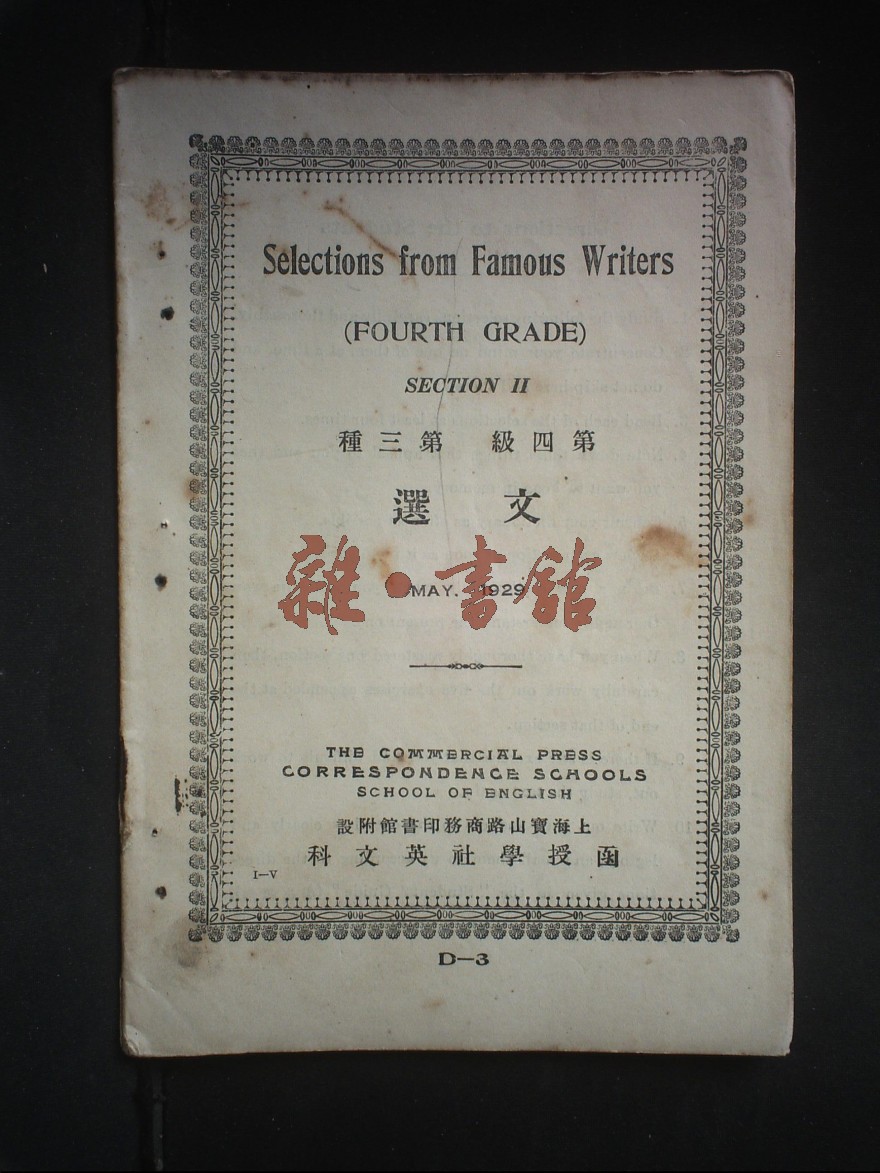 Selections from Famous Writers
(FOURTH GRADE)
SECTION II
第四級 第三種
文選
雜·書館
MAY. 1929
THE COMMERCIAL PRESS
CORRESPONDENCE SCHOOLS
SCHOOL OF ENGLISH
上海寶山路商務印書館附設
函授學社英文科
I—V
D—3